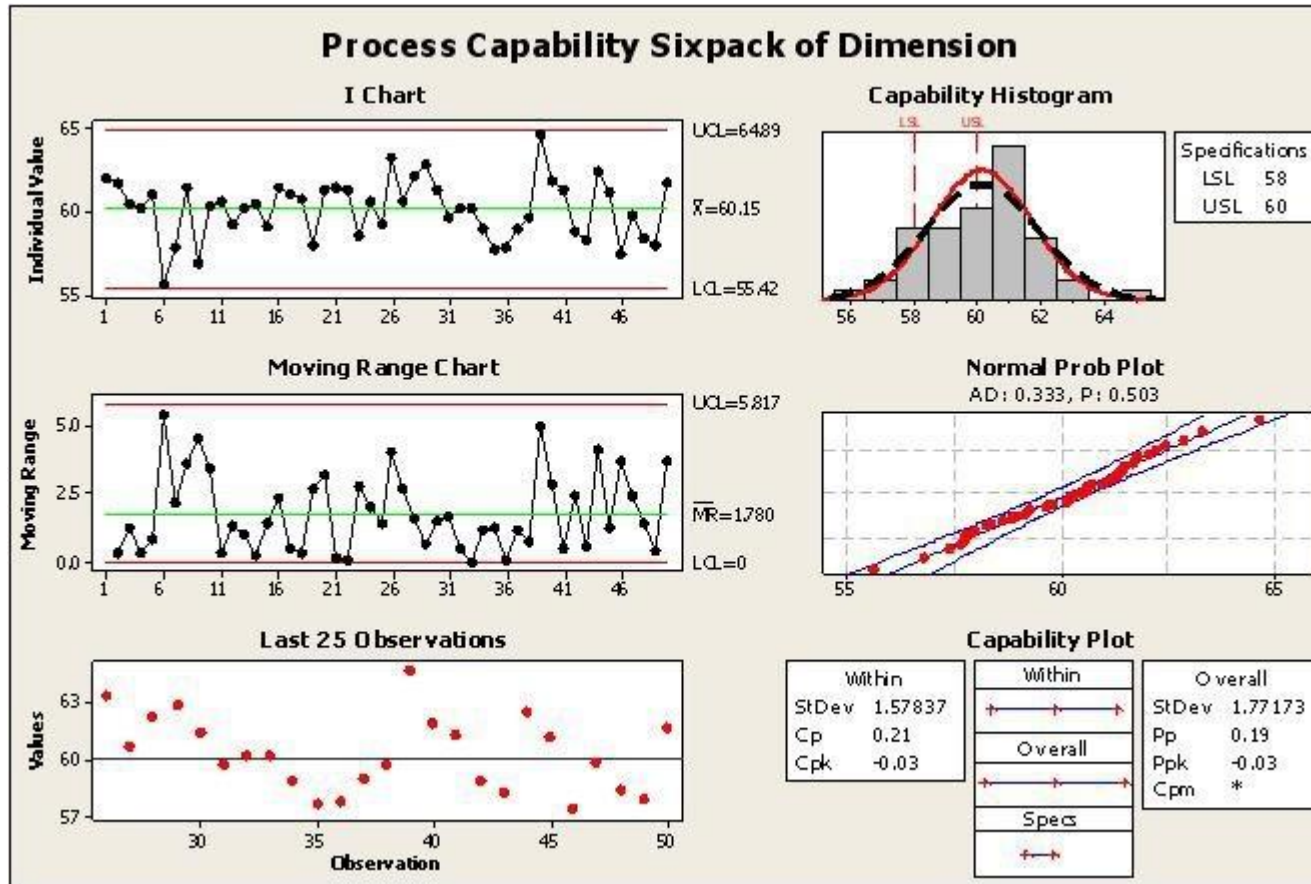 Process Capability Sixpack of Dimension
I Chart
Individual Value
65
60
55
1 6 11 16 21 26 31 36 41 46
UCL=64.89
X=60.15
LCL=55.42
Capability Histogram
LSL USL
56 58 60 62 64
Specifications
LSL 58
USL 60
Moving Range Chart
Moving Range
5.0
2.5
0.0
1 6 11 16 21 26 31 36 41 46
UCL=5.817
MR=1.780
LCL=0
Normal Prob Plot
AD: 0.333, P: 0.503
55 60 65
Last 25 Observations
Values
63
60
57
30 35 40 45 50
Observation
Capability Plot
Within
StDev 1.57837
Cp 0.21
Cpk -0.03
Within
Overall
Specs
Overall
StDev 1.77173
Pp 0.19
Ppk -0.03
Cpm *